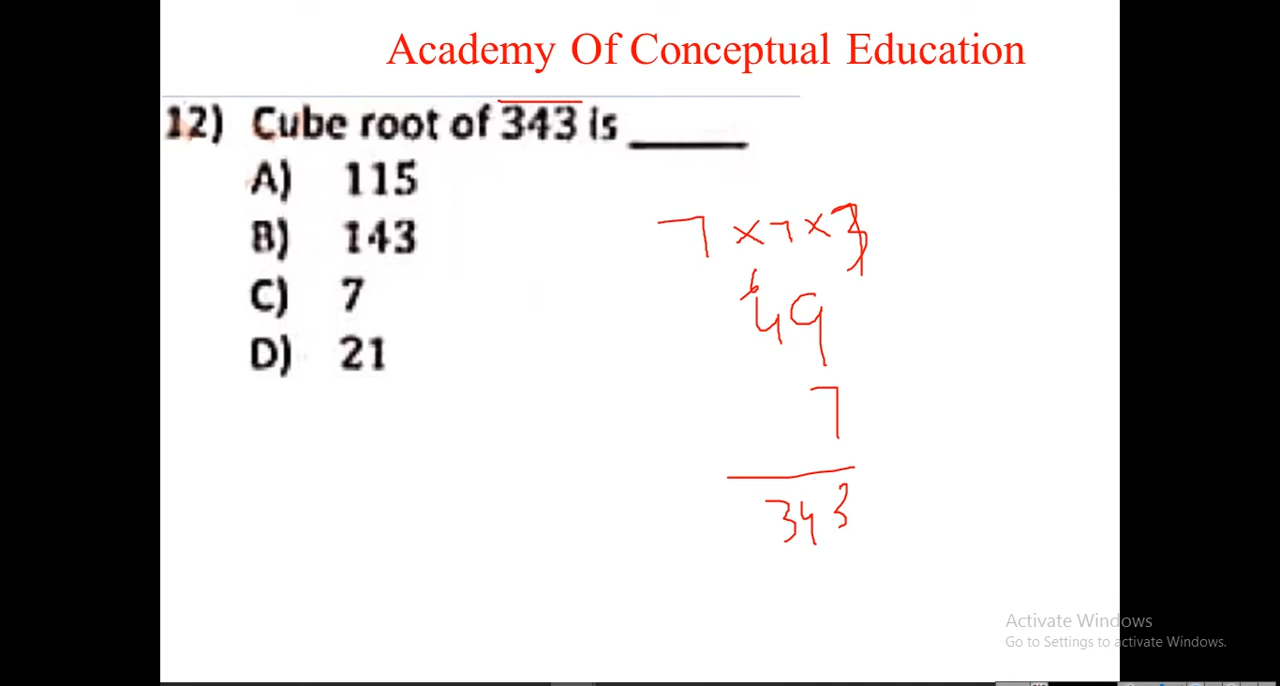 Academy Of Conceptual Education
12) Cube root of 343 is ______
A) 115
B) 143
C) 7
D) 21
7 × 7 × 7
6
49
7
343
Activate Windows
Go to Settings to activate Windows.